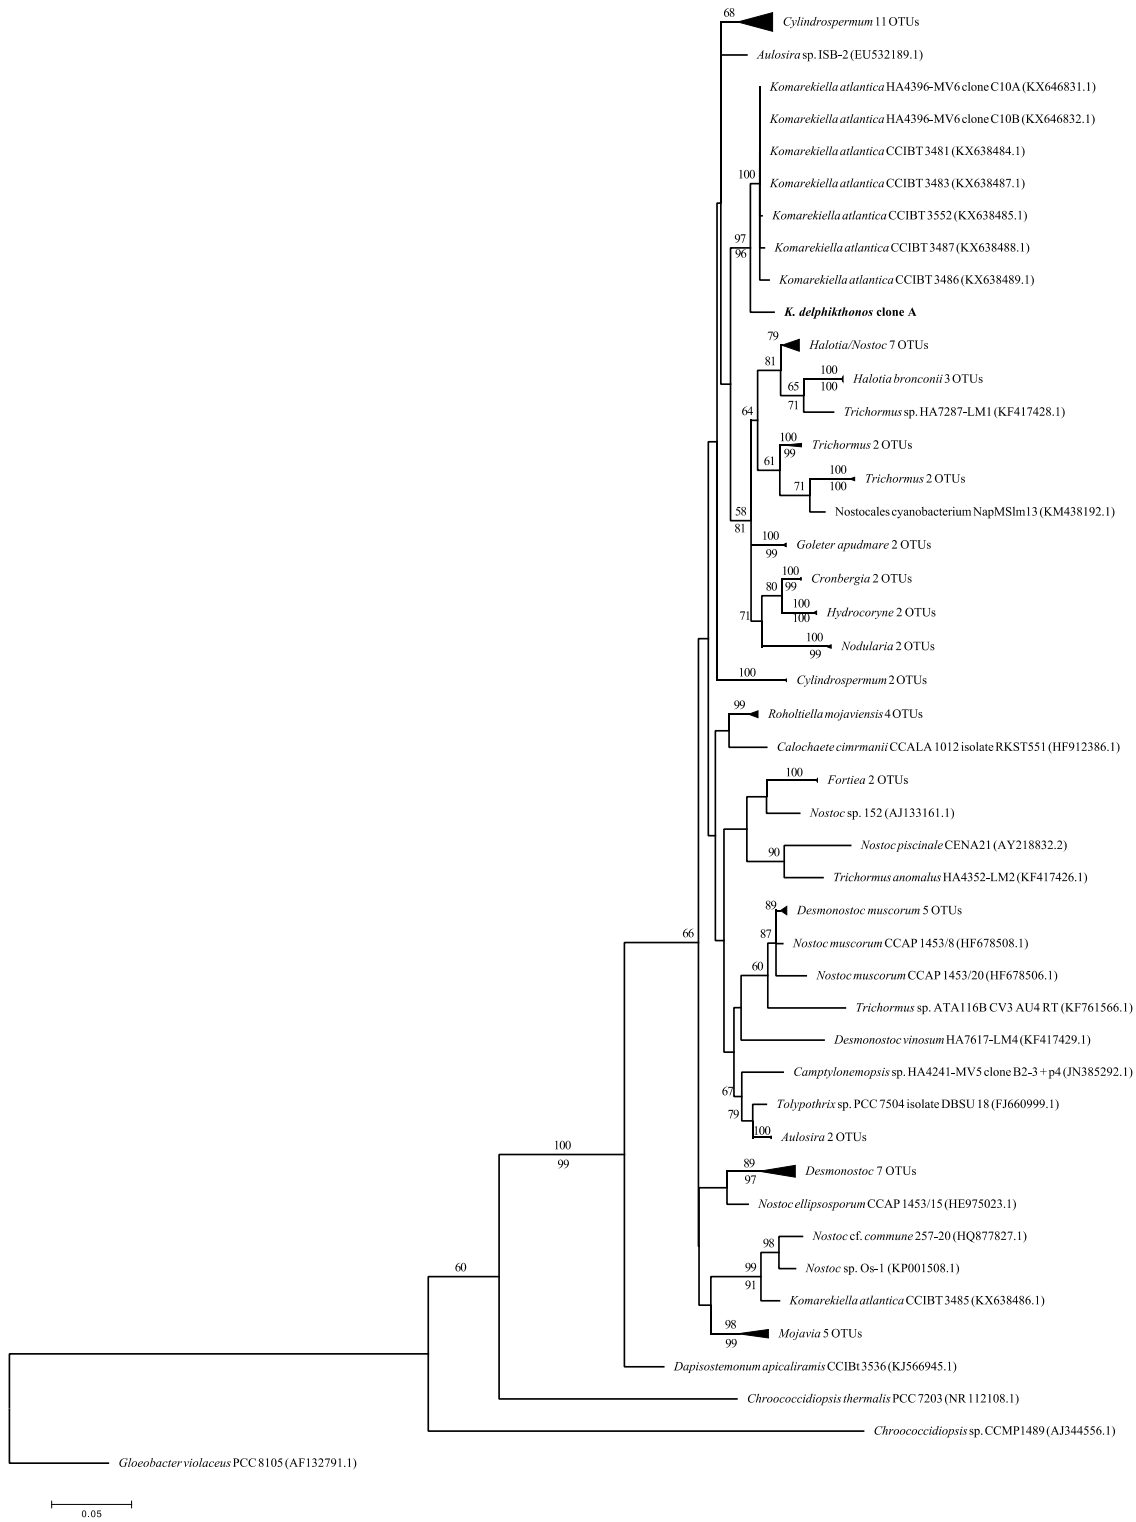 68
Cylindrospermum 11 OTUs
Aulosira sp. ISB-2 (EU532189.1)
Komarekiella atlantica HA4396-MV6 clone C10A (KX646831.1)
Komarekiella atlantica HA4396-MV6 clone C10B (KX646832.1)
Komarekiella atlantica CCIBT 3481 (KX638484.1)
100
Komarekiella atlantica CCIBT 3483 (KX638487.1)
Komarekiella atlantica CCIBT 3552 (KX638485.1)
97
96
Komarekiella atlantica CCIBT 3487 (KX638488.1)
Komarekiella atlantica CCIBT 3486 (KX638489.1)
K. delphikthonos clone A
79
Halotia/Nostoc 7 OTUs
81
100
100
Halotia bronconii 3 OTUs
65
71
Trichormus sp. HA7287-LM1 (KF417428.1)
64
100
99
Trichormus 2 OTUs
61
100
100
Trichormus 2 OTUs
71
Nostocales cyanobacterium NapMSlm13 (KM438192.1)
58
81
100
99
Goleter apudmare 2 OTUs
100
99
Cronbergia 2 OTUs
80
100
100
Hydrocoryne 2 OTUs
71
100
99
Nodularia 2 OTUs
100
Cylindrospermum 2 OTUs
99
Roholtiella mojaviensis 4 OTUs
Calochaete cimrmanii CCALA 1012 isolate RKST551 (HF912386.1)
100
Fortiea 2 OTUs
Nostoc sp. 152 (AJ133161.1)
Nostoc piscinale CENA21 (AY218832.2)
90
Trichormus anomalus HA4352-LM2 (KF417426.1)
89
Desmonostoc muscorum 5 OTUs
87
Nostoc muscorum CCAP 1453/8 (HF678508.1)
60
Nostoc muscorum CCAP 1453/20 (HF678506.1)
66
Trichormus sp. ATA116B CV3 AU4 RT (KF761566.1)
Desmonostoc vinosum HA7617-LM4 (KF417429.1)
Camptylonemopsis sp. HA4241-MV5 clone B2-3 + p4 (JN385292.1)
67
Tolypothrix sp. PCC 7504 isolate DBSU 18 (FJ660999.1)
79
100
Aulosira 2 OTUs
100
99
89
97
Desmonostoc 7 OTUs
Nostoc ellipsosporum CCAP 1453/15 (HE975023.1)
Nostoc cf. commune 257-20 (HQ877827.1)
98
Nostoc sp. Os-1 (KP001508.1)
99
91
60
Komarekiella atlantica CCIBT 3485 (KX638486.1)
98
99
Mojavia 5 OTUs
Dapisostemonum apicaliramis CCIBt 3536 (KJ566945.1)
Chroococcidiopsis thermalis PCC 7203 (NR 112108.1)
Chroococcidiopsis sp. CCMP1489 (AJ344556.1)
Gloeobacter violaceus PCC 8105 (AF132791.1)
0.05